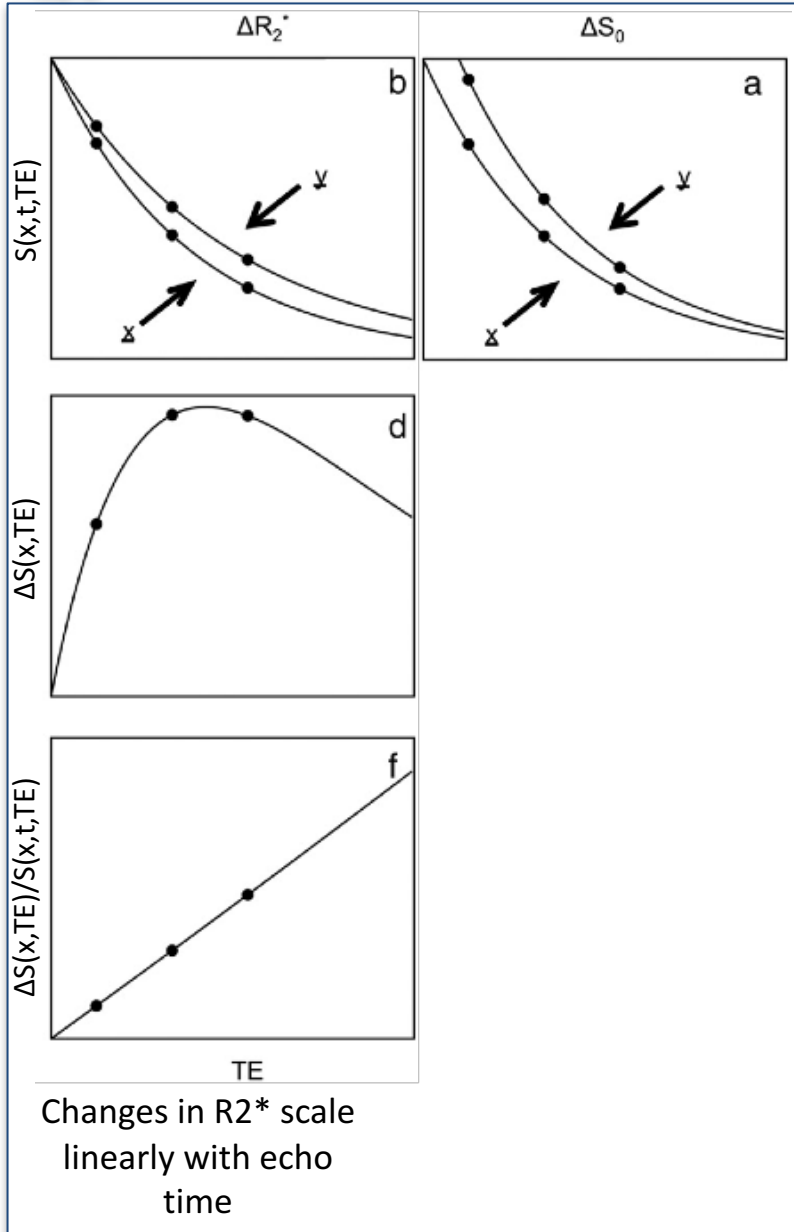 ΔR₂* ΔS₀
S(x,t,TE)
b
y
x
a
y
x
ΔS(x,TE)
d
ΔS(x,TE)/S(x,t,TE)
f
TE
Changes in R2* scale
linearly with echo
time